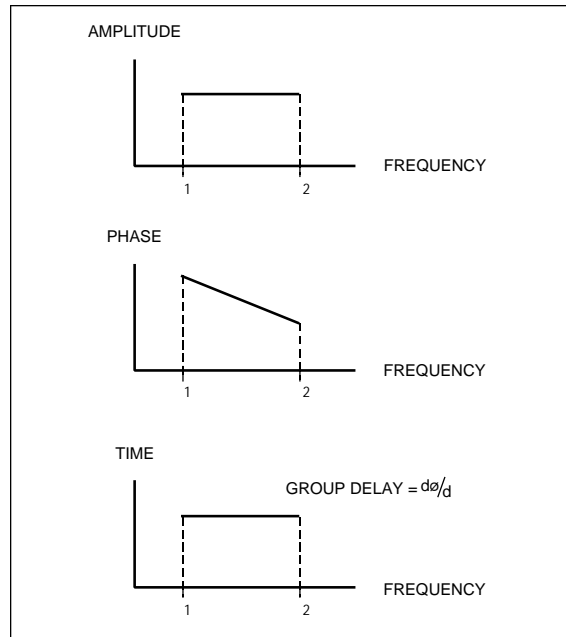 AMPLITUDE
FREQUENCY
1 2
PHASE
FREQUENCY
1 2
TIME
GROUP DELAY = dø/d
FREQUENCY
1 2